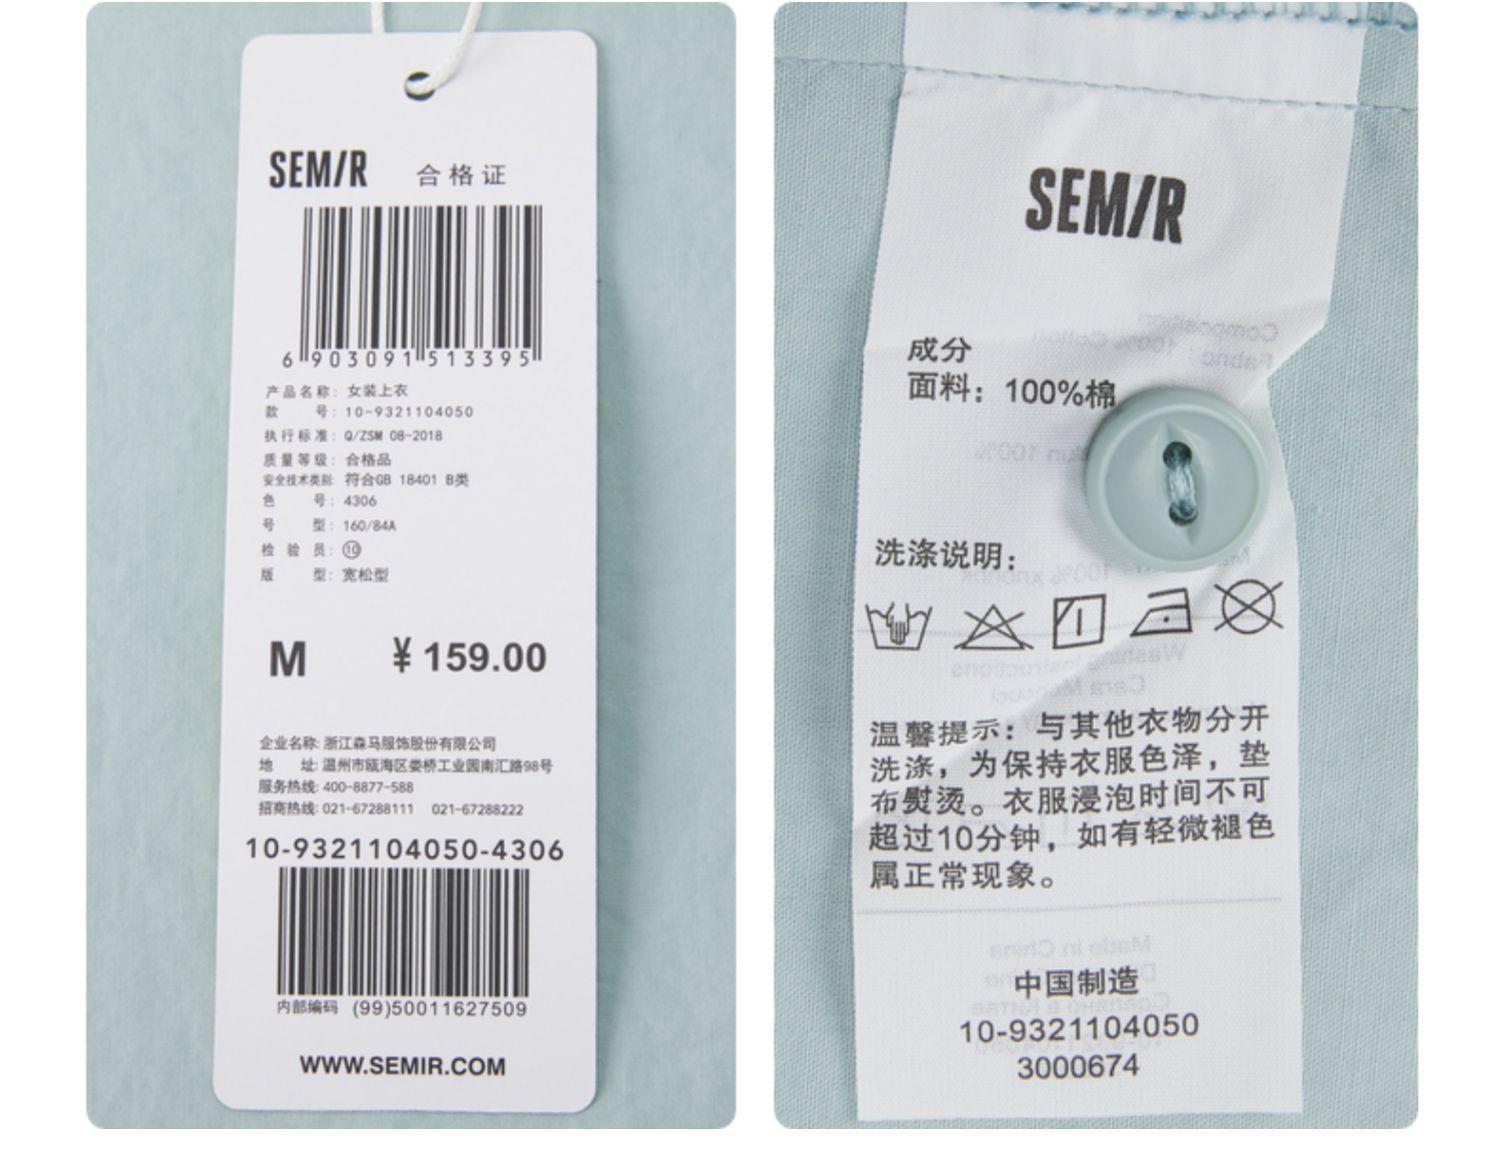 SEM/R 合格证
6 903091 513395
产品名称: 女装上衣
款 号: 10-9321104050
执行标准: Q/ZSM 08-2018
质量等级: 合格品
安全技术类别: 符合GB 18401 B类
色 号: 4306
号 型: 160/84A
检 验 员: ⑩
版 型: 宽松型
M ¥ 159.00
企业名称: 浙江森马服饰股份有限公司
地 址: 温州市瓯海区娄桥工业园南汇路98号
服务热线: 400-8877-588
招商热线: 021-67288111 021-67288222
10-9321104050-4306
内部编码 (99)50011627509
WWW.SEMIR.COM
SEM/R
成分
面料：100%棉
洗涤说明：
温馨提示：与其他衣物分开
洗涤，为保持衣服色泽，垫
布熨烫。衣服浸泡时间不可
超过10分钟，如有轻微褪色
属正常现象。
中国制造
10-9321104050
3000674